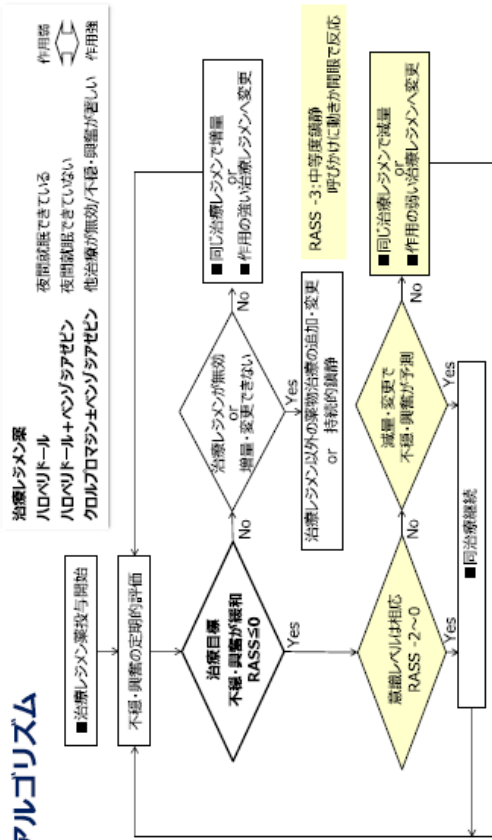 アルゴリズム
治療レジメン薬
ハロペリドール 夜間就眠できている 作用弱
ハロペリドール＋ベンゾジアゼピン 夜間就眠できていない
クロルプロマジン±ベンゾジアゼピン 他治療が無効/不穏・興奮が著しい 作用強
■治療レジメン薬投与開始
不穏・興奮の定期的評価
治療目標
不穏・興奮が緩和
RASS≦0
No
治療レジメンが無効
or
増量・変更できない
No
■同じ治療レジメンで増量
or
■作用の強い治療レジメンへ変更
Yes
Yes
治療レジメン以外の薬物治療の追加・変更
or 持続的鎮静
RASS -3:中等度鎮静
呼びかけに動きか開眼で反応
意識レベルは相応
RASS -2～0
No
減量・変更で
不穏・興奮が予測
No
■同じ治療レジメンで減量
or
■作用の弱い治療レジメンへ変更
Yes
Yes
■同治療継続